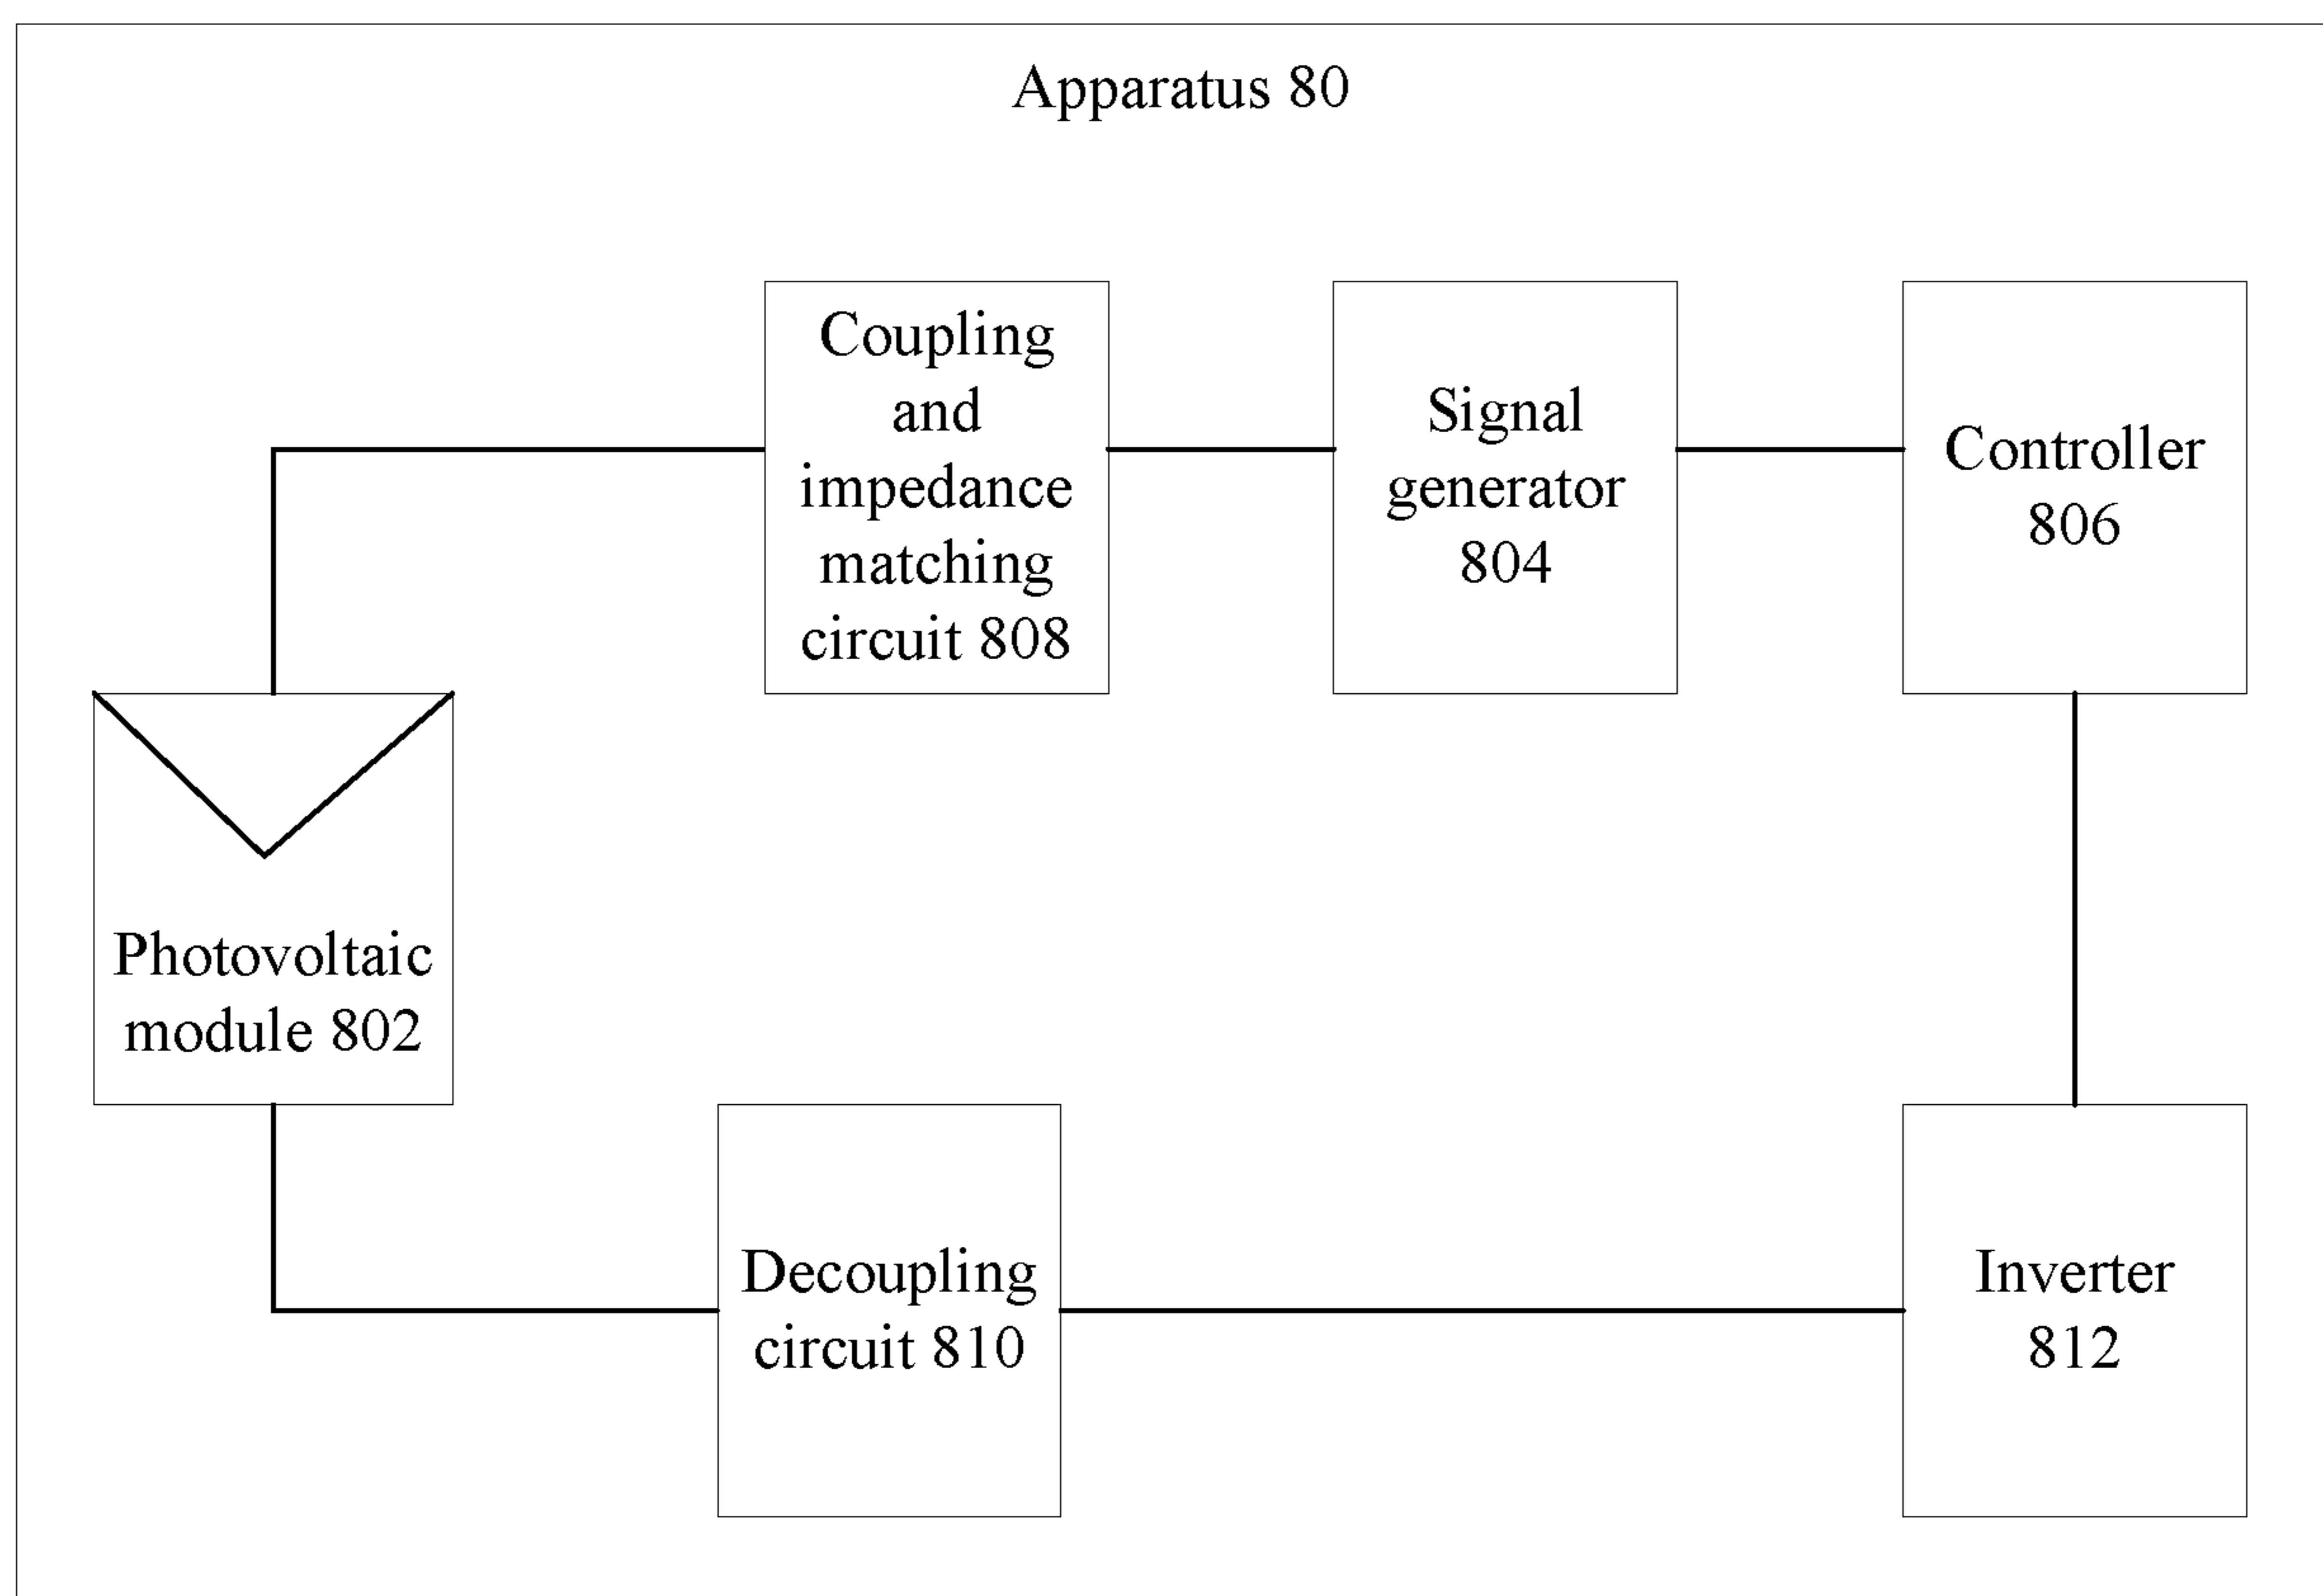 Apparatus 80
Coupling
and
impedance
matching
circuit 808
Signal
generator
804
Controller
806
Photovoltaic
module 802
Decoupling
circuit 810
Inverter
812